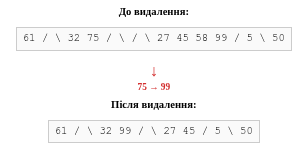 До видалення:
61 / \ 32 75 / \ / \ 27 45 58 99 / 5 \ 50
↓
75 → 99
Після видалення:
61 / \ 32 99 / \ 27 45 / 5 \ 50